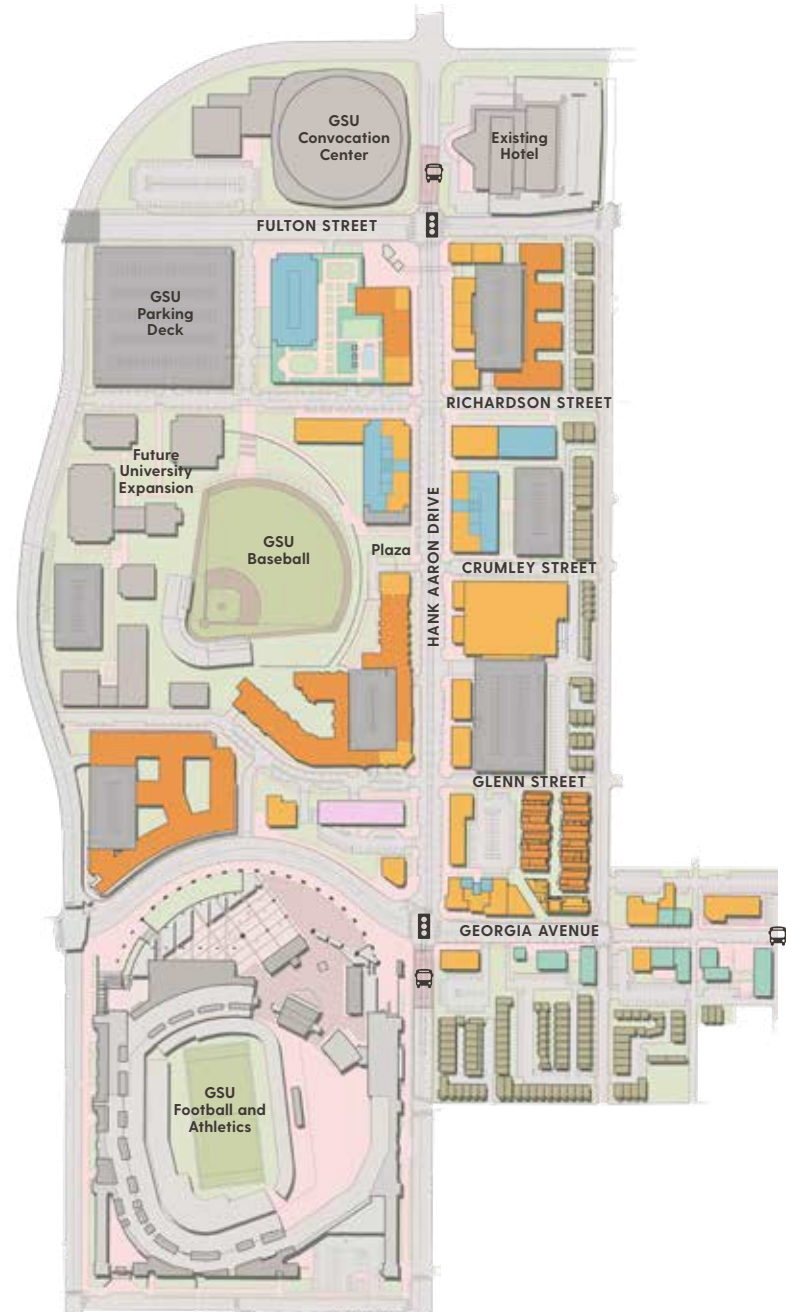 GSU
Convocation
Center
Existing
Hotel
FULTON STREET
GSU
Parking
Deck
RICHARDSON STREET
Future
University
Expansion
GSU
Baseball
Plaza
HANK AARON DRIVE
CRUMLEY STREET
GLENN STREET
GEORGIA AVENUE
GSU
Football and
Athletics